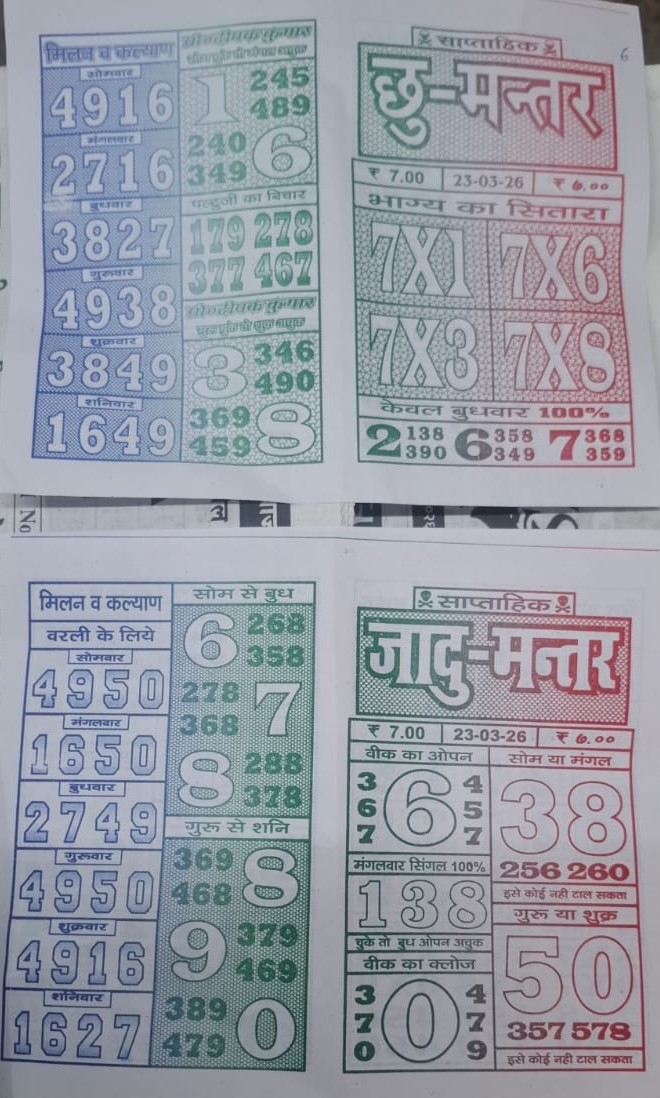 मिलन व कल्याण
सोमवार
4916
मंगलवार
2716
बुधवार
3827
गुरूवार
4938
शुक्रवार
3849
शनिवार
1649
1 245
489
240 6
349
पल्टुजी का विचार
179 278
377 467
3 346
490
369 8
459
साप्ताहिक
6
छु-मन्तर
₹ 7.00 23-03-26 ₹ ७.००
भाग्य का सितारा
7X1 7X6
7X3 7X8
केवल बुधवार 100%
2 138 6 358 7 368
390 349 359
No
मिलन व कल्याण
वरली के लिये
सोमवार
4950
मंगलवार
1650
बुधवार
2749
गुरूवार
4950
शुक्रवार
4916
शनिवार
1627
सोम से बुध
6 268
358
278 7
368
8 288
378
गुरू से शनि
369 8
468
9 379
469
389 0
479
साप्ताहिक
जादु-मन्तर
₹ 7.00 23-03-26 ₹ ७.००
वीक का ओपन
3 4
6 6 5
7 7
मंगलवार सिंगल 100%
138
चुके तो बुध ओपन अचुक
वीक का क्लोज
3 4
7 0 7
0 9
सोम या मंगल
38
256 260
इसे कोई नही टाल सकता
गुरू या शुक्र
50
357 578
इसे कोई नही टाल सकता